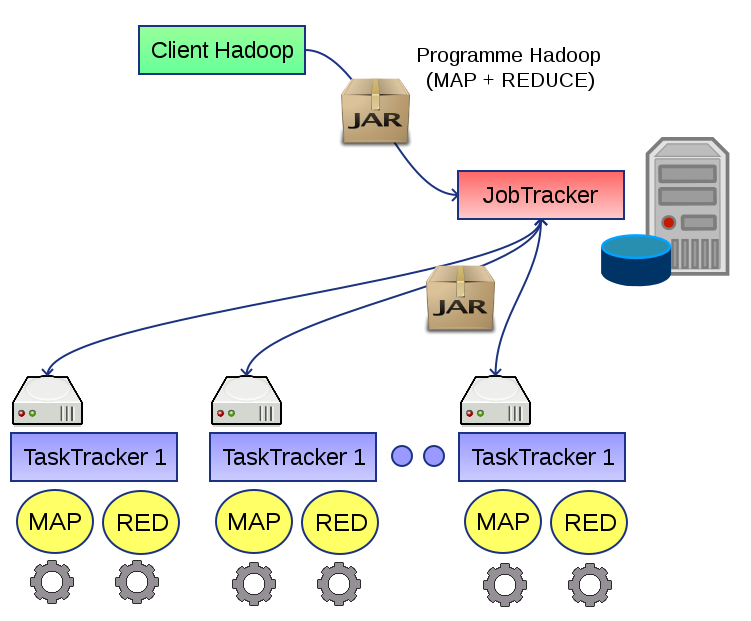 Client Hadoop
Programme Hadoop
(MAP + REDUCE)
JAR
JobTracker
JAR
TaskTracker 1
TaskTracker 1
TaskTracker 1
MAP
RED
MAP
RED
MAP
RED